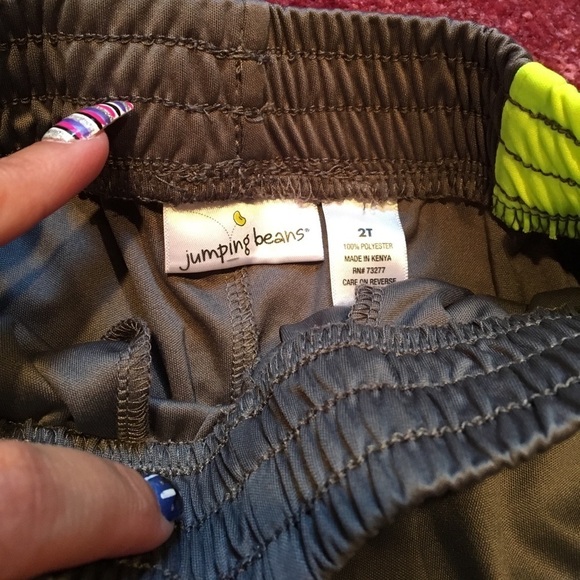 jumping beans®
2T
100% POLYESTER
MADE IN KENYA
RN# 73277
CARE ON REVERSE